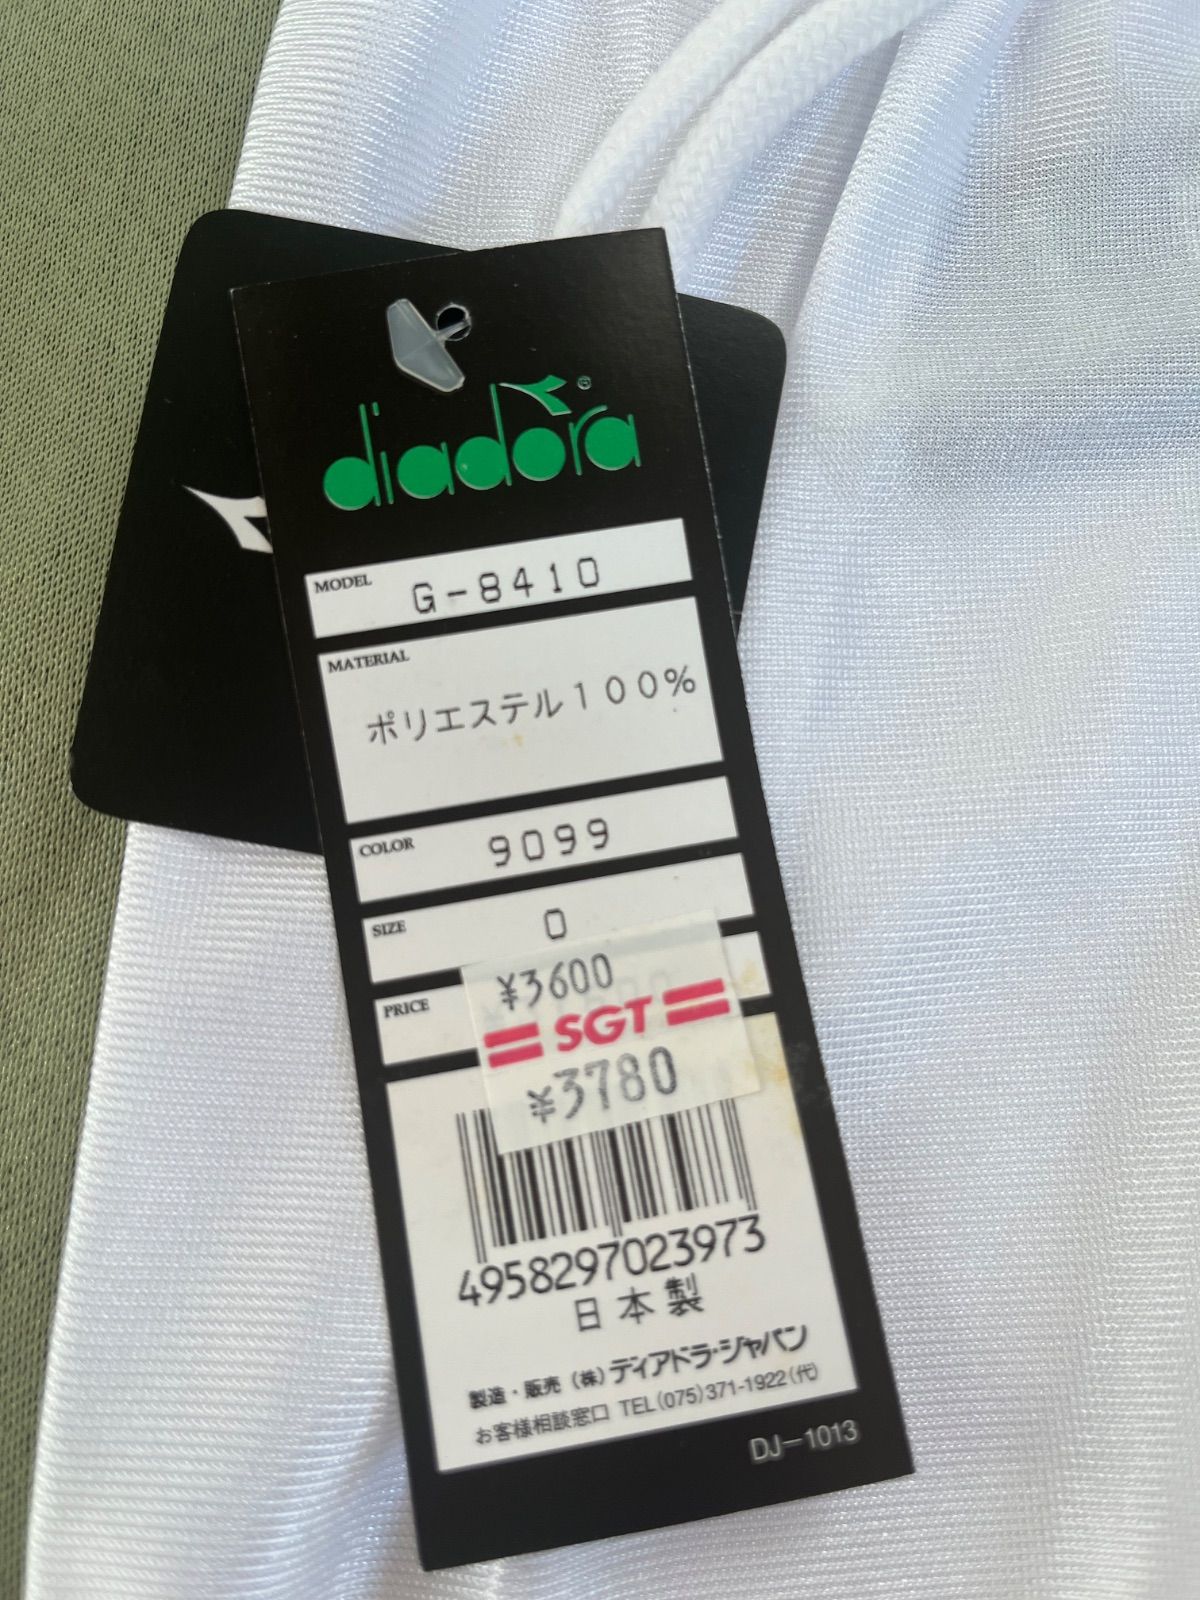 diadora®
MODEL G-8410
MATERIAL
ポリエステル100%
COLOR 9099
SIZE 0
PRICE
¥3600
SGT
¥3780
4958297023973
日本製
製造・販売 (株) ディアドラ・ジャパン
お客様相談窓口 TEL (075)371-1922(代)
DJ-1013